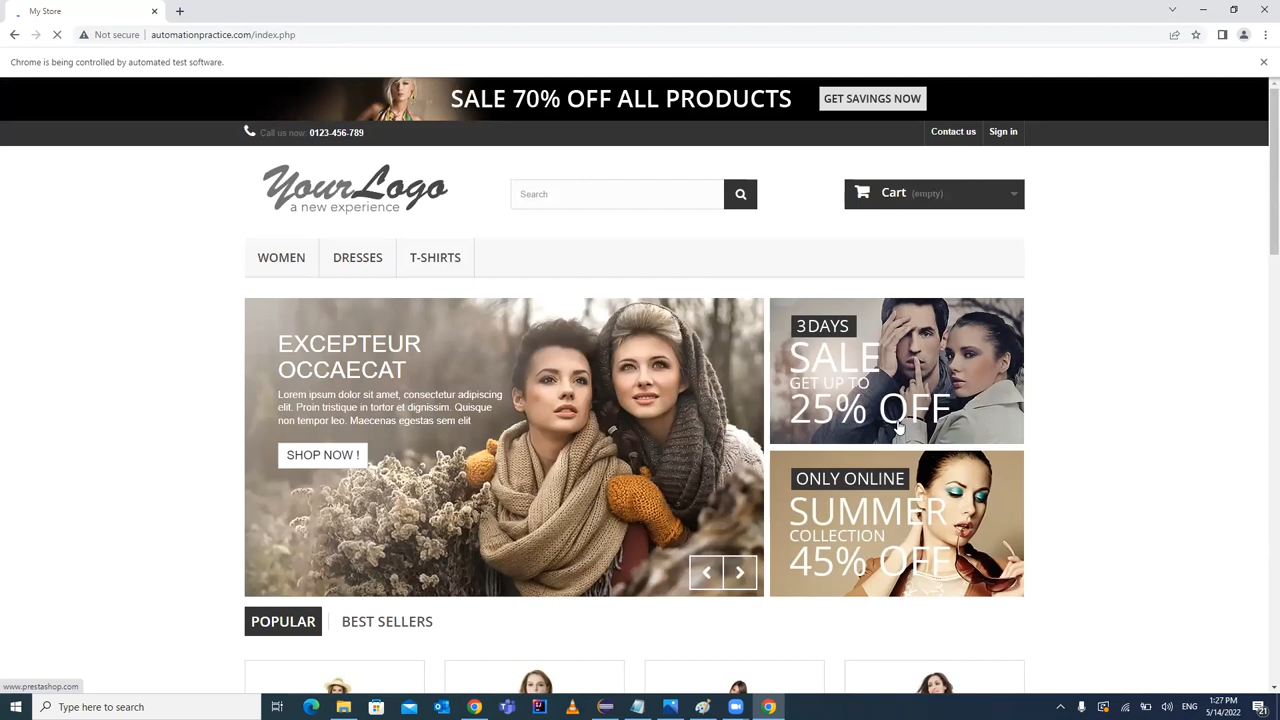 My Store
Not secure
automationpractice.com/index.php
Chrome is being controlled by automated test software.
SALE 70% OFF ALL PRODUCTS
GET SAVINGS NOW
Call us now: 0123-456-789
Contact us
Sign in
YourLogo
a new experience
Search
Cart (empty)
WOMEN
DRESSES
T-SHIRTS
EXCEPTEUR
OCCAECAT
Lorem ipsum dolor sit amet, consectetur adipiscing
elit. Proin tristique in tortor et dignissim. Quisque
non tempor leo. Maecenas egestas sem elit
SHOP NOW !
3 DAYS
SALE
GET UP TO
25% OFF
ONLY ONLINE
SUMMER
COLLECTION
45% OFF
POPULAR
BEST SELLERS
www.prestashop.com
Type here to search
ENG
1:27 PM
5/14/2022
21